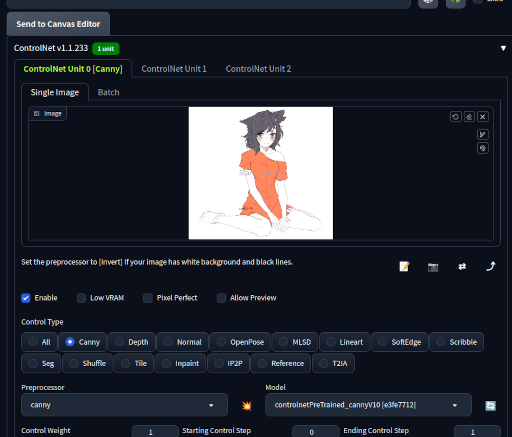 Send to Canvas Editor
ControlNet v1.1.233 1 unit
ControlNet Unit 0 [Canny] ControlNet Unit 1 ControlNet Unit 2
Single Image Batch
Image
Set the preprocessor to [invert] If your image has white background and black lines.
Enable Low VRAM Pixel Perfect Allow Preview
Control Type
All Canny Depth Normal OpenPose MLSD Lineart SoftEdge Scribble
Seg Shuffle Tile Inpaint IP2P Reference T2IA
Preprocessor Model
canny controlnetPreTrained_cannyV10 [e3fe7712]
Control Weight 1 Starting Control Step 0 Ending Control Step 1